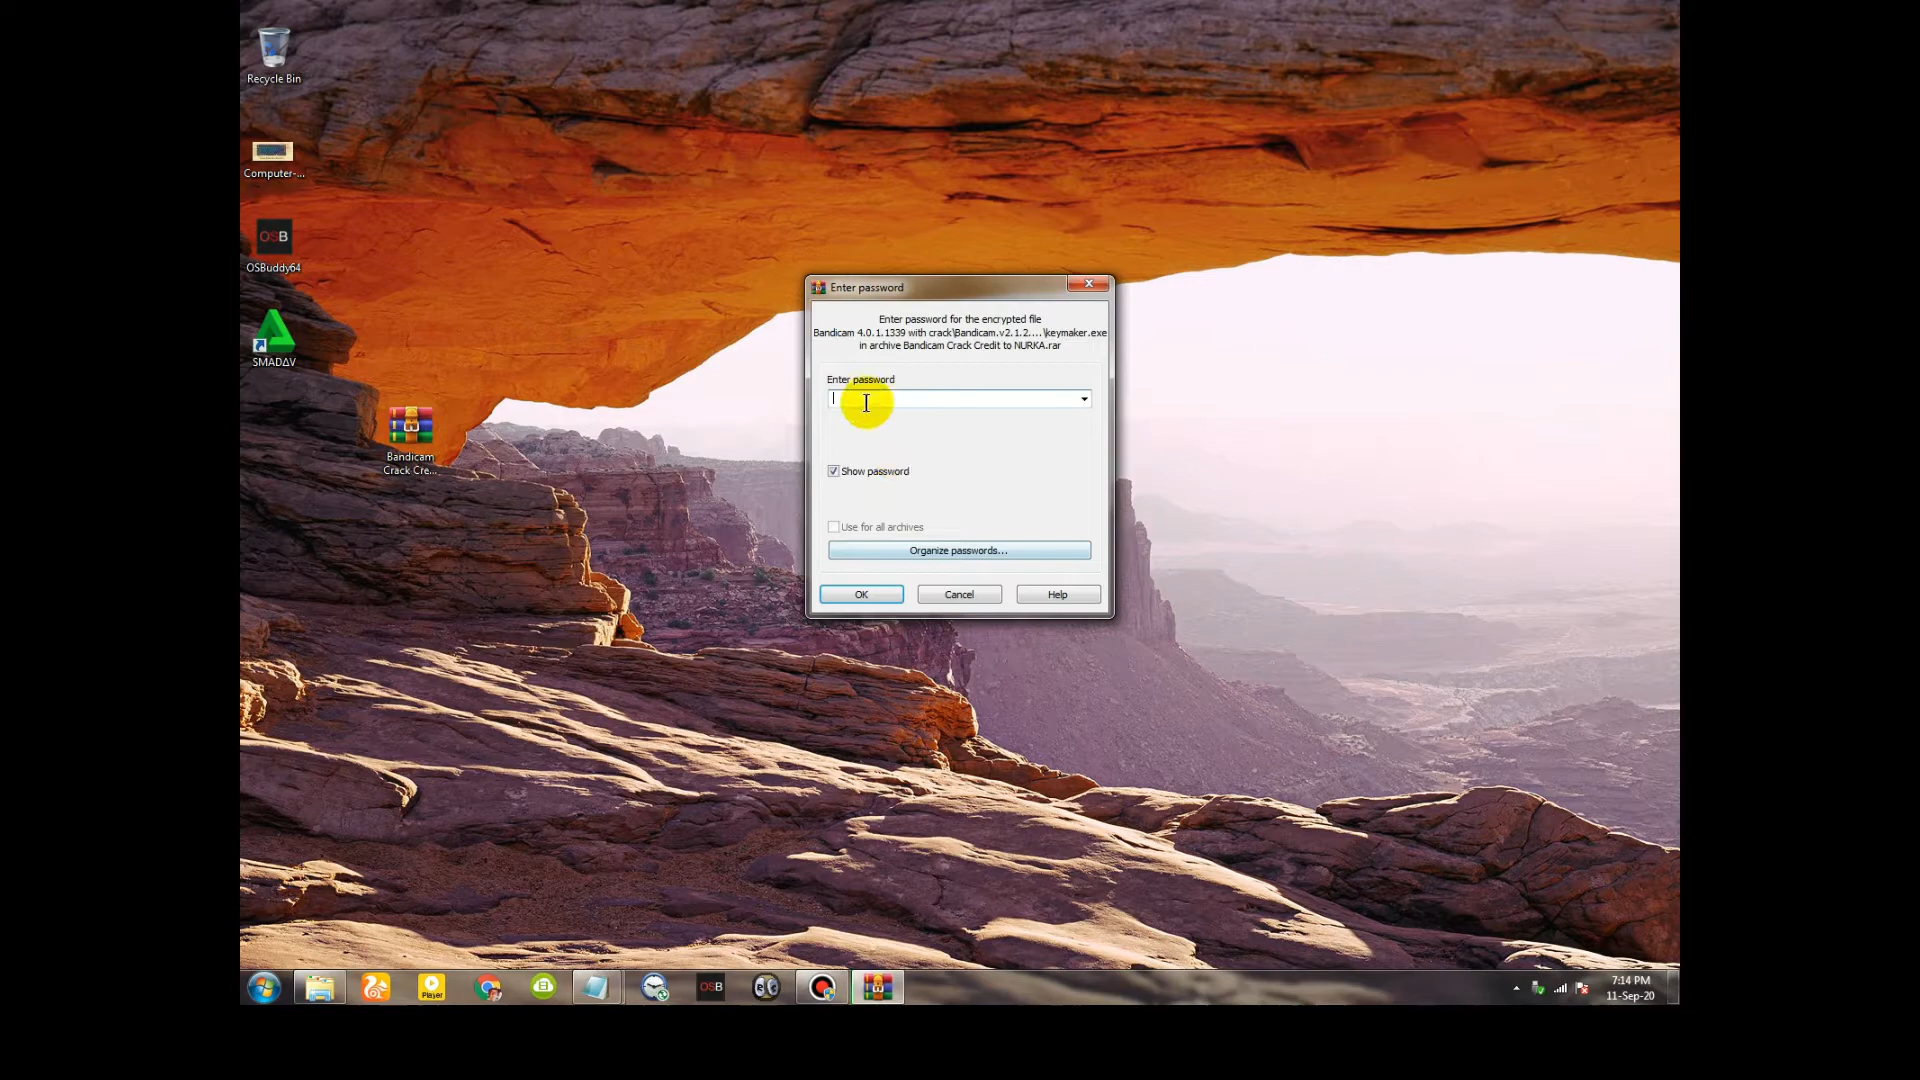 Recycle Bin
Computer-...
OSB
OSBuddy64
SMADΔV
Bandicam
Crack Cre...
Enter password
Enter password for the encrypted file
Bandicam 4.0.1.1339 with crack\Bandicam.v2.1.2....\keymaker.exe
in archive Bandicam Crack Credit to NURKA.rar
Enter password
Show password
Use for all archives
Organize passwords...
OK
Cancel
Help
Player
OSB
7:14 PM
11-Sep-20